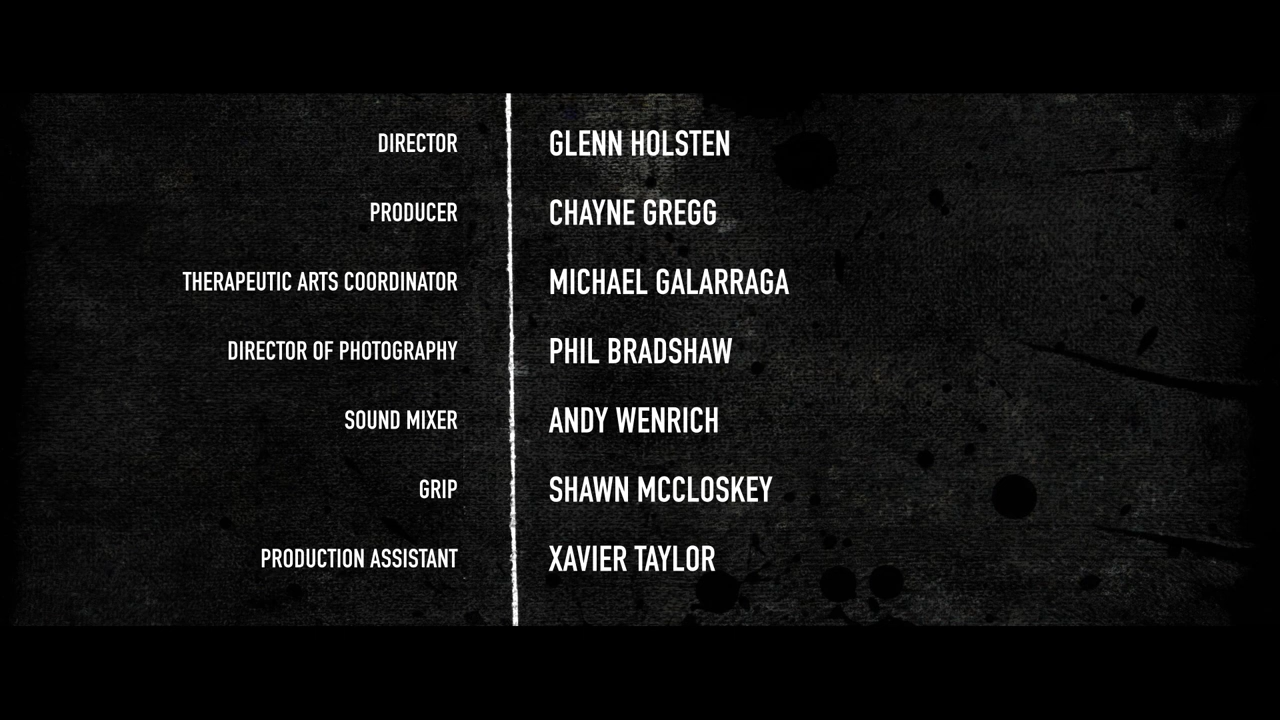 DIRECTOR GLENN HOLSTEN
PRODUCER CHAYNE GREGG
THERAPEUTIC ARTS COORDINATOR MICHAEL GALARRAGA
DIRECTOR OF PHOTOGRAPHY PHIL BRADSHAW
SOUND MIXER ANDY WENRICH
GRIP SHAWN MCCLOSKEY
PRODUCTION ASSISTANT XAVIER TAYLOR